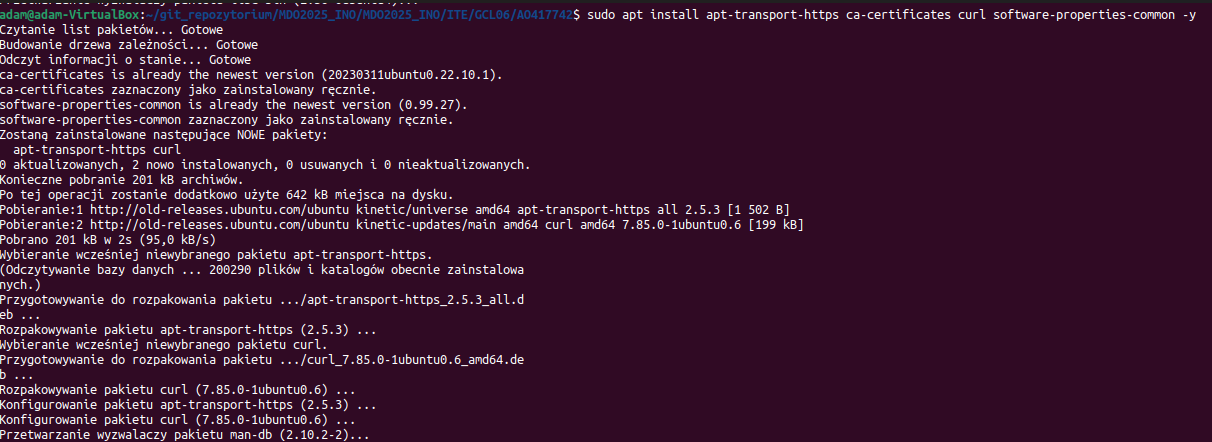 adam@adam-VirtualBox:~/git_repozytorium/MDO2025_INO/MDO2025_INO/ITE/GCL06/AO417742$ sudo apt install apt-transport-https ca-certificates curl software-properties-common -y
Czytanie list pakietów... Gotowe
Budowanie drzewa zależności... Gotowe
Odczyt informacji o stanie... Gotowe
ca-certificates is already the newest version (20230311ubuntu0.22.10.1).
ca-certificates zaznaczony jako zainstalowany ręcznie.
software-properties-common is already the newest version (0.99.27).
software-properties-common zaznaczony jako zainstalowany ręcznie.
Zostaną zainstalowane następujące NOWE pakiety:
  apt-transport-https curl
0 aktualizowanych, 2 nowo instalowanych, 0 usuwanych i 0 nieaktualizowanych.
Konieczne pobranie 201 kB archiwów.
Po tej operacji zostanie dodatkowo użyte 642 kB miejsca na dysku.
Pobieranie:1 http://old-releases.ubuntu.com/ubuntu kinetic/universe amd64 apt-transport-https all 2.5.3 [1 502 B]
Pobieranie:2 http://old-releases.ubuntu.com/ubuntu kinetic-updates/main amd64 curl amd64 7.85.0-1ubuntu0.6 [199 kB]
Pobrano 201 kB w 2s (95,0 kB/s)
Wybieranie wcześniej niewybranego pakietu apt-transport-https.
(Odczytywanie bazy danych ... 200290 plików i katalogów obecnie zainstalowa
nych.)
Przygotowywanie do rozpakowania pakietu .../apt-transport-https_2.5.3_all.d
eb ...
Rozpakowywanie pakietu apt-transport-https (2.5.3) ...
Wybieranie wcześniej niewybranego pakietu curl.
Przygotowywanie do rozpakowania pakietu .../curl_7.85.0-1ubuntu0.6_amd64.de
b ...
Rozpakowywanie pakietu curl (7.85.0-1ubuntu0.6) ...
Konfigurowanie pakietu apt-transport-https (2.5.3) ...
Konfigurowanie pakietu curl (7.85.0-1ubuntu0.6) ...
Przetwarzanie wyzwalaczy pakietu man-db (2.10.2-2)...